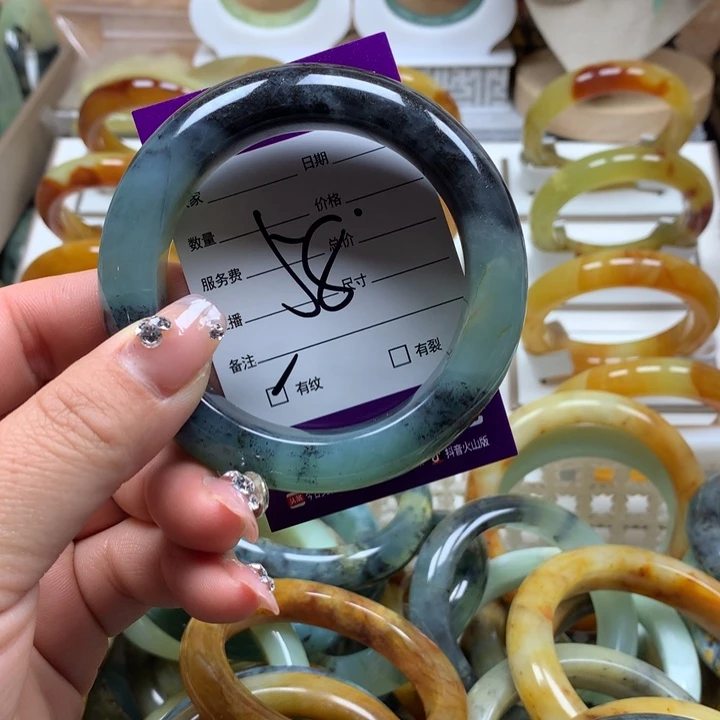 家 日期
价格
数量 总价
服务费 尺寸
播
备注
有纹 有裂
抖音火山版